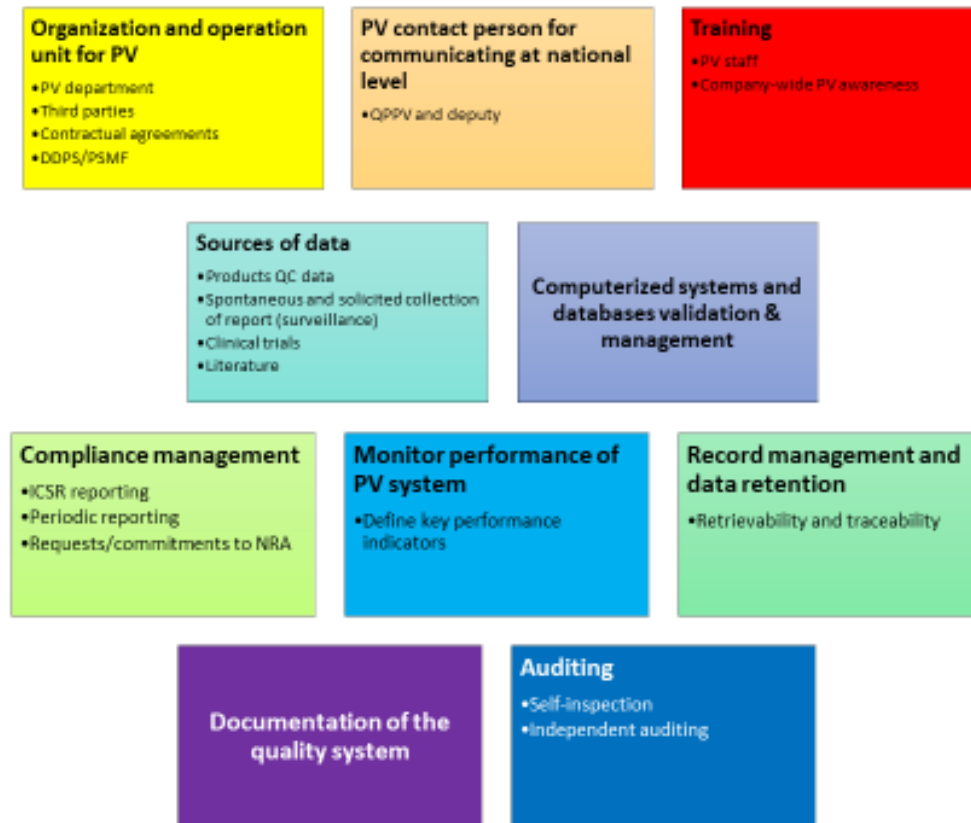 Organization and operation
unit for PV
•PV department
•Third parties
•Contractual agreements
•DDPS/PSMF
PV contact person for
communicating at national
level
•QPPV and deputy
Training
•PV staff
•Company-wide PV awareness
Sources of data
•Products QC data
•Spontaneous and solicited collection
of report (surveillance)
•Clinical trials
•Literature
Computerized systems and
databases validation &
management
Compliance management
•ICSR reporting
•Periodic reporting
•Requests/commitments to NRA
Monitor performance of
PV system
•Define key performance
indicators
Record management and
data retention
•Retrievability and traceability
Documentation of the
quality system
Auditing
•Self-inspection
•Independent auditing